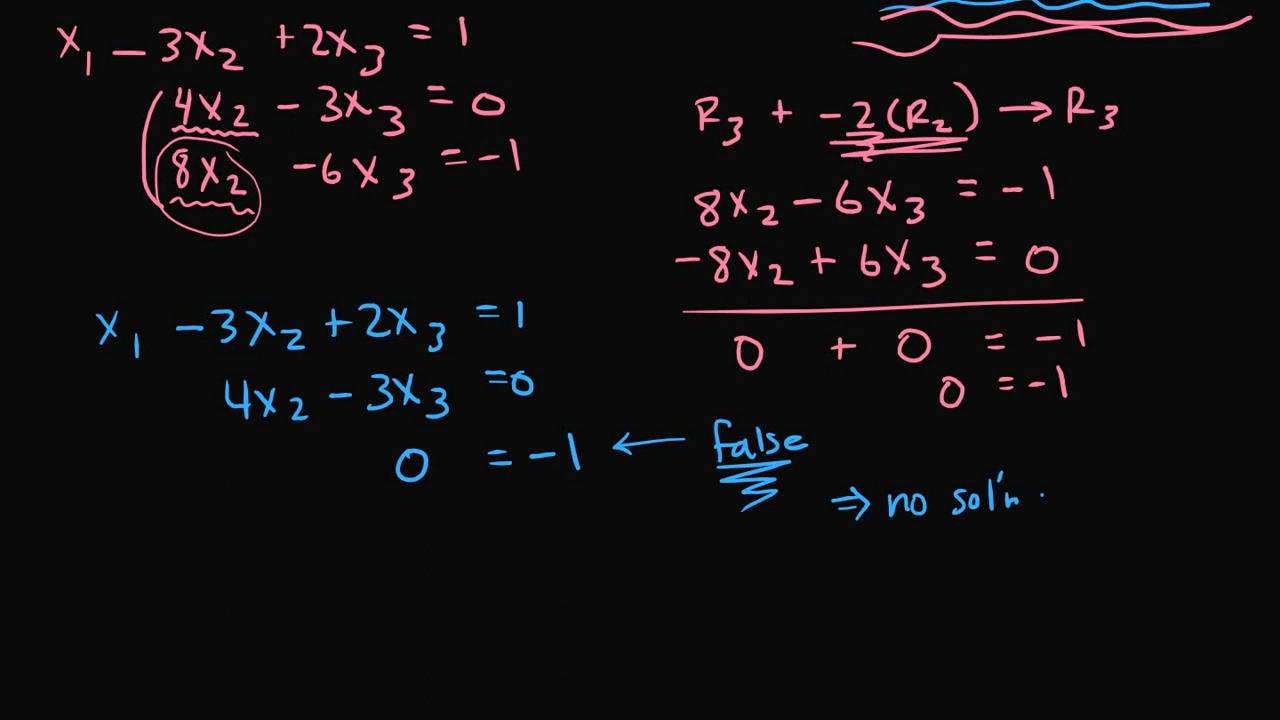 x₁ - 3x₂ + 2x₃ = 1
4x₂ - 3x₃ = 0
8x₂ - 6x₃ = -1
R₃ + -2(R₂) → R₃
8x₂ - 6x₃ = -1
-8x₂ + 6x₃ = 0
0 + 0 = -1
0 = -1
x₁ - 3x₂ + 2x₃ = 1
4x₂ - 3x₃ = 0
0 = -1 ← false
⇒ no sol'n.